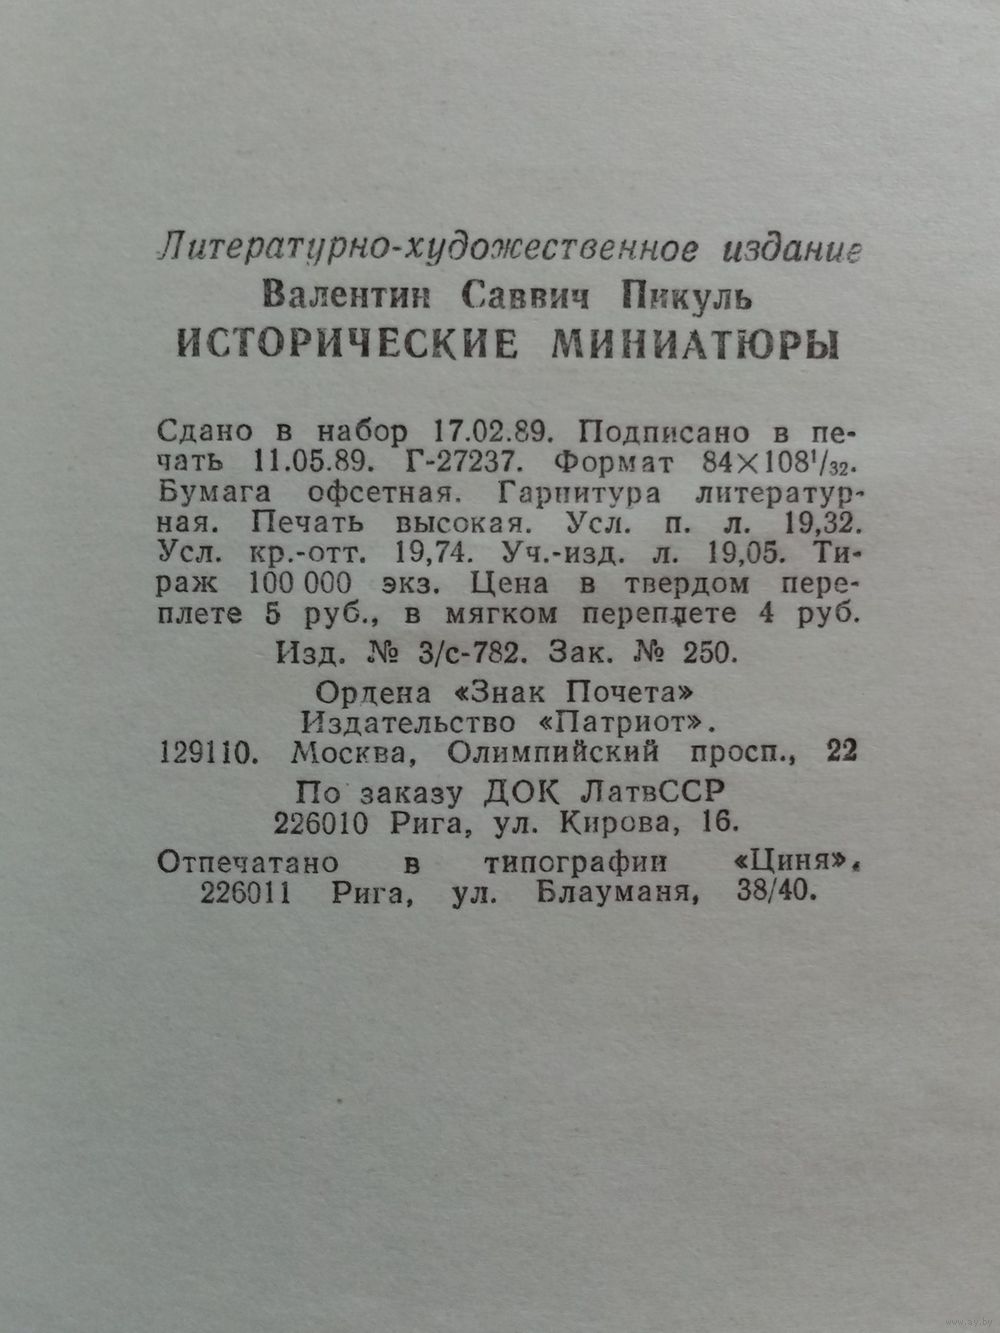 Литературно-художественное издание
Валентин Саввич Пикуль
ИСТОРИЧЕСКИЕ МИНИАТЮРЫ
Сдано в набор 17.02.89. Подписано в пе-
чать 11.05.89. Г-27237. Формат 84×108¹/₃₂.
Бумага офсетная. Гарнитура литератур-
ная. Печать высокая. Усл. п. л. 19,32.
Усл. кр.-отт. 19,74. Уч.-изд. л. 19,05. Ти-
раж 100 000 экз. Цена в твердом пере-
плете 5 руб., в мягком переплете 4 руб.
Изд. № 3/с-782. Зак. № 250.
Ордена «Знак Почета»
Издательство «Патриот».
129110. Москва, Олимпийский просп., 22
По заказу ДОК ЛатвССР
226010 Рига, ул. Кирова, 16.
Отпечатано в типографии «Циня».
226011 Рига, ул. Блауманя, 38/40.
www.ay.by